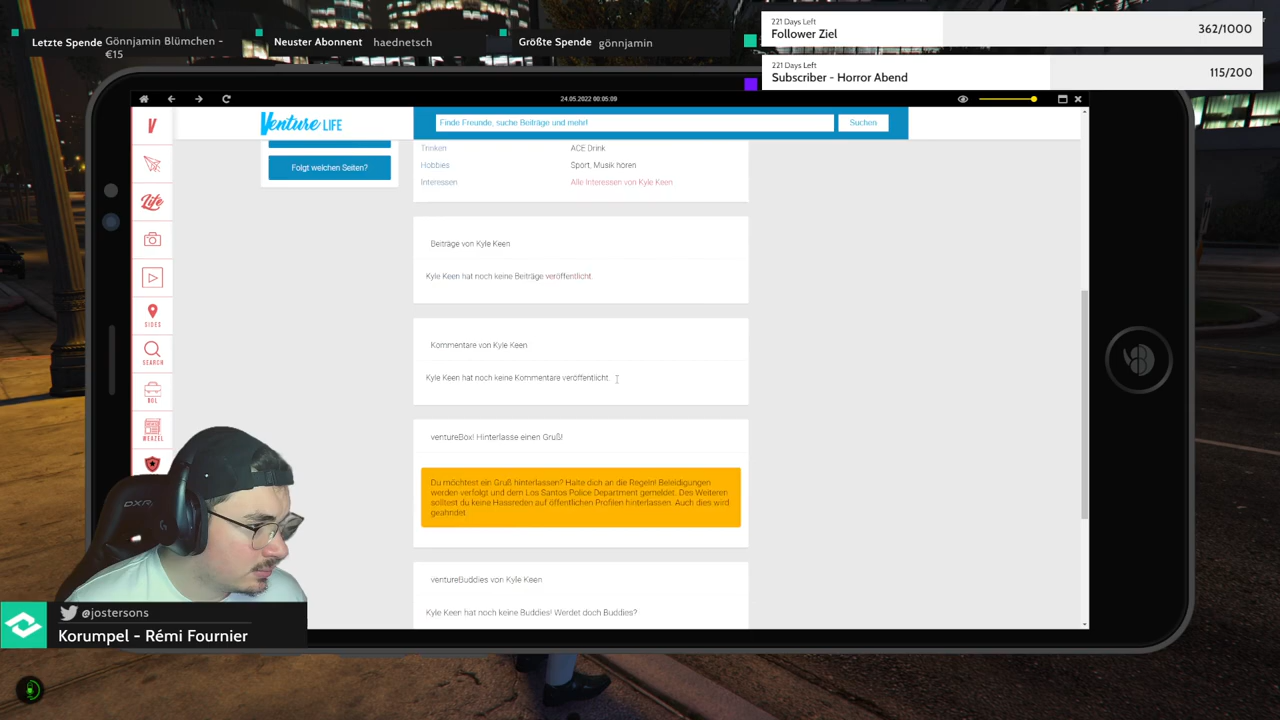 Letzte Spende
Gönnjamin Blümchen -
€15
Neuster Abonnent
haednetsch
Größte Spende
gönnjamin
221 Days Left
Follower Ziel
362/1000
221 Days Left
Subscriber - Horror Abend
115/200
24.05.2022 00:05:09
V
Venture LIFE
Finde Freunde, suche Beiträge und mehr!
Suchen
Life
SIDES
SEARCH
BOL
WEAZEL
Folgt welchen Seiten?
Trinken
ACE Drink
Hobbies
Sport, Musik hören
Interessen
Alle Interessen von Kyle Keen
Beiträge von Kyle Keen
Kyle Keen hat noch keine Beiträge veröffentlicht.
Kommentare von Kyle Keen
Kyle Keen hat noch keine Kommentare veröffentlicht.
ventureBox! Hinterlasse einen Gruß!
Du möchtest ein Gruß hinterlassen? Halte dich an die Regeln! Beleidigungen
werden verfolgt und dem Los Santos Police Department gemeldet. Des Weiteren
solltest du keine Hassreden auf öffentlichen Profilen hinterlassen. Auch dies wird
geahndet.
ventureBuddies von Kyle Keen
Kyle Keen hat noch keine Buddies! Werdet doch Buddies?
DXR
@jostersons
Korumpel - Rémi Fournier